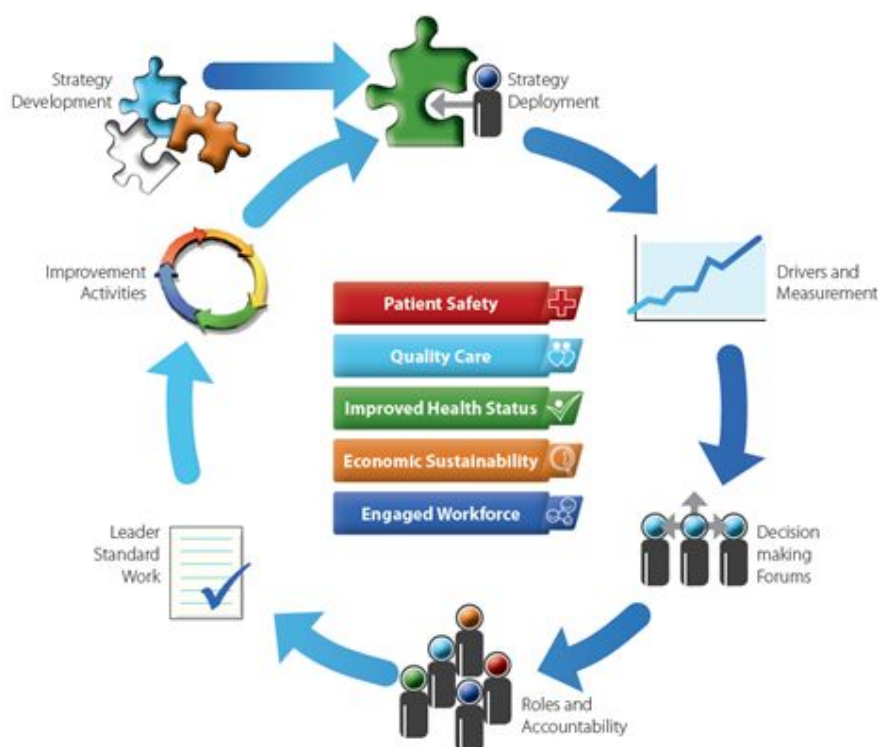 Strategy
Development
Strategy
Deployment
Improvement
Activities
Drivers and
Measurement
Patient Safety
Quality Care
Improved Health Status
Economic Sustainability
Engaged Workforce
Leader
Standard
Work
Decision
making
Forums
Roles and
Accountability